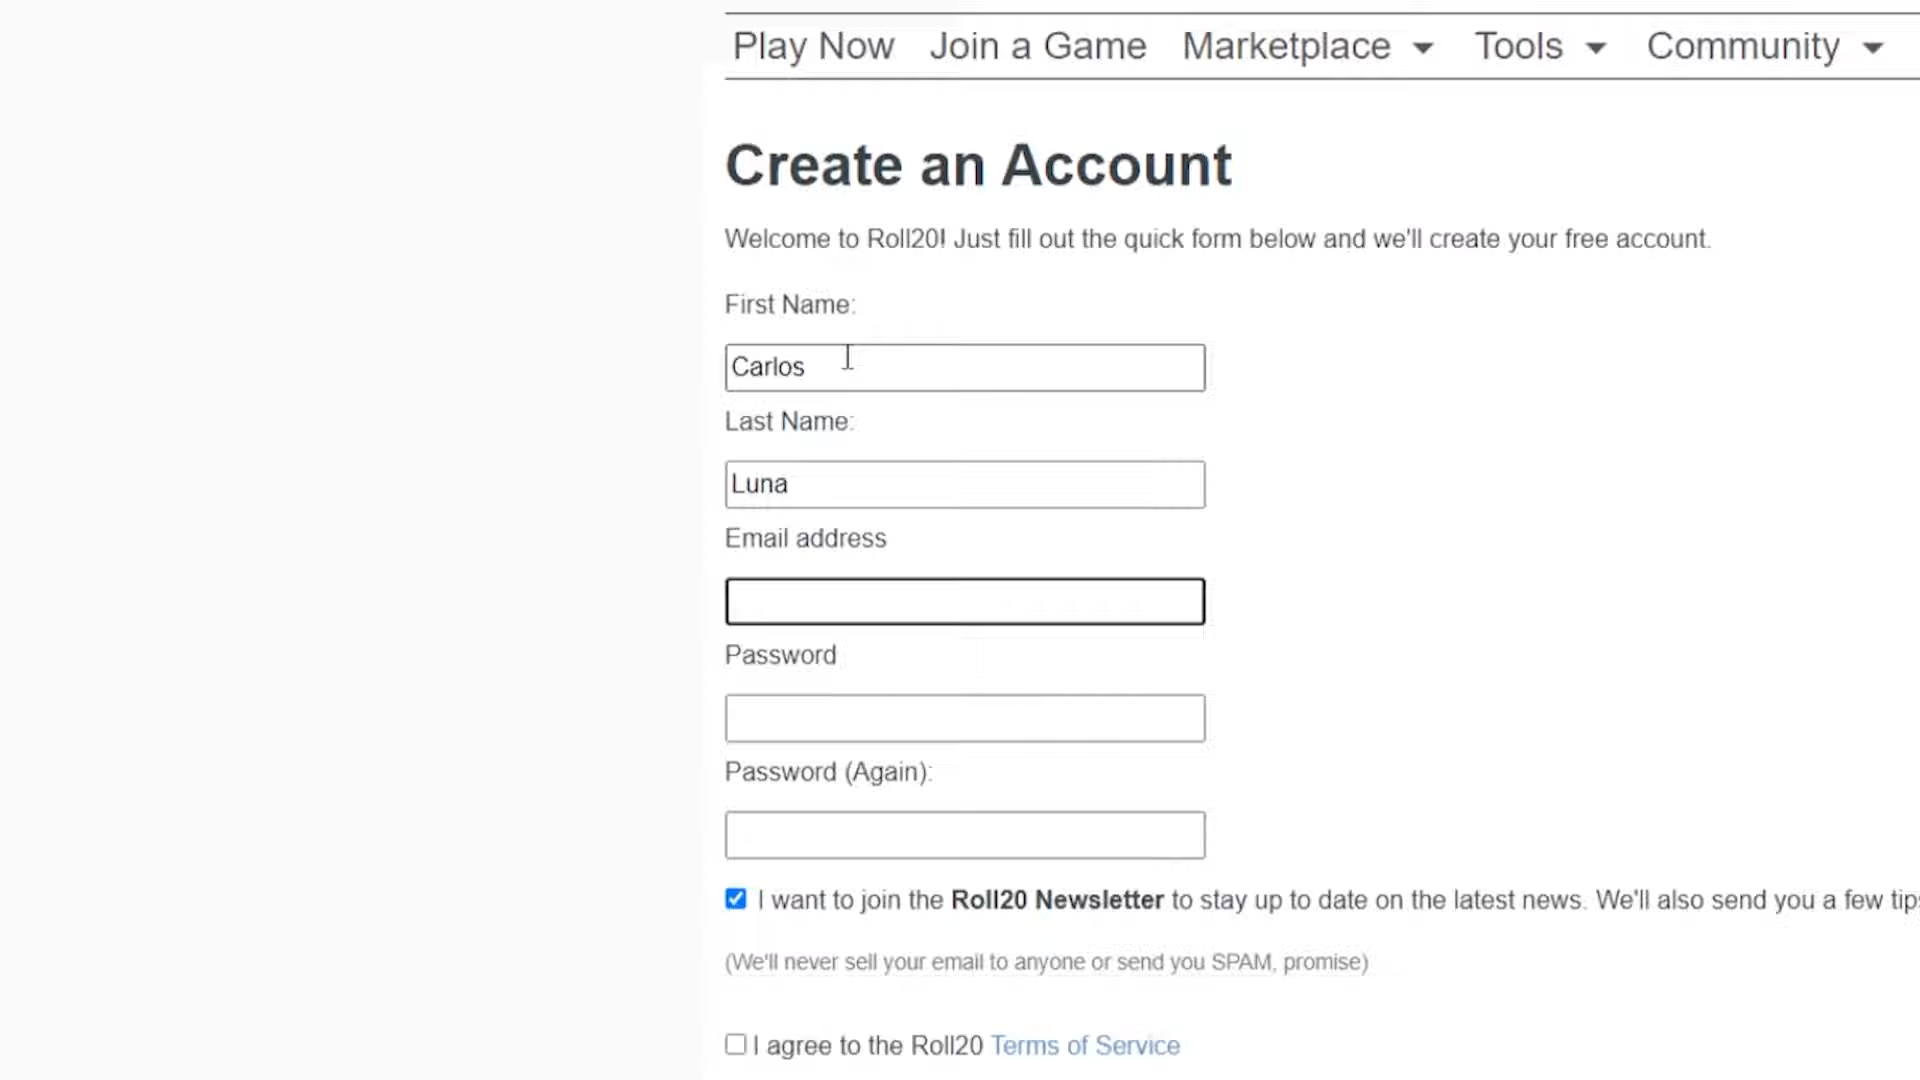 Play Now Join a Game Marketplace Tools Community
Create an Account
Welcome to Roll20! Just fill out the quick form below and we'll create your free account.
First Name:
Carlos
Last Name:
Luna
Email address
Password
Password (Again):
I want to join the Roll20 Newsletter to stay up to date on the latest news. We'll also send you a few tips
(We'll never sell your email to anyone or send you SPAM, promise)
I agree to the Roll20 Terms of Service